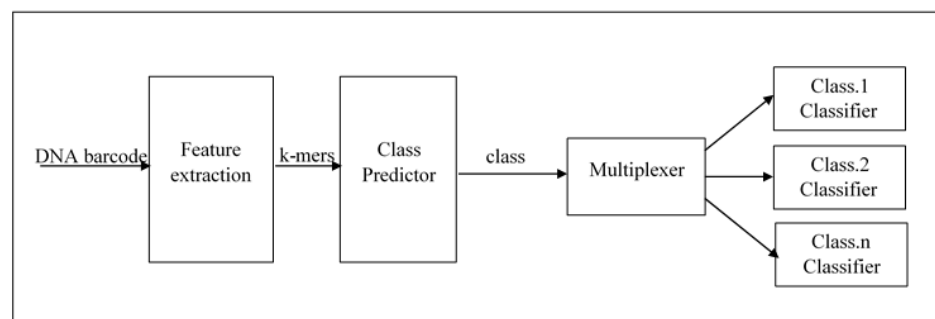 DNA barcode
Feature
extraction
k-mers
Class
Predictor
class
Multiplexer
Class.1
Classifier
Class.2
Classifier
Class.n
Classifier